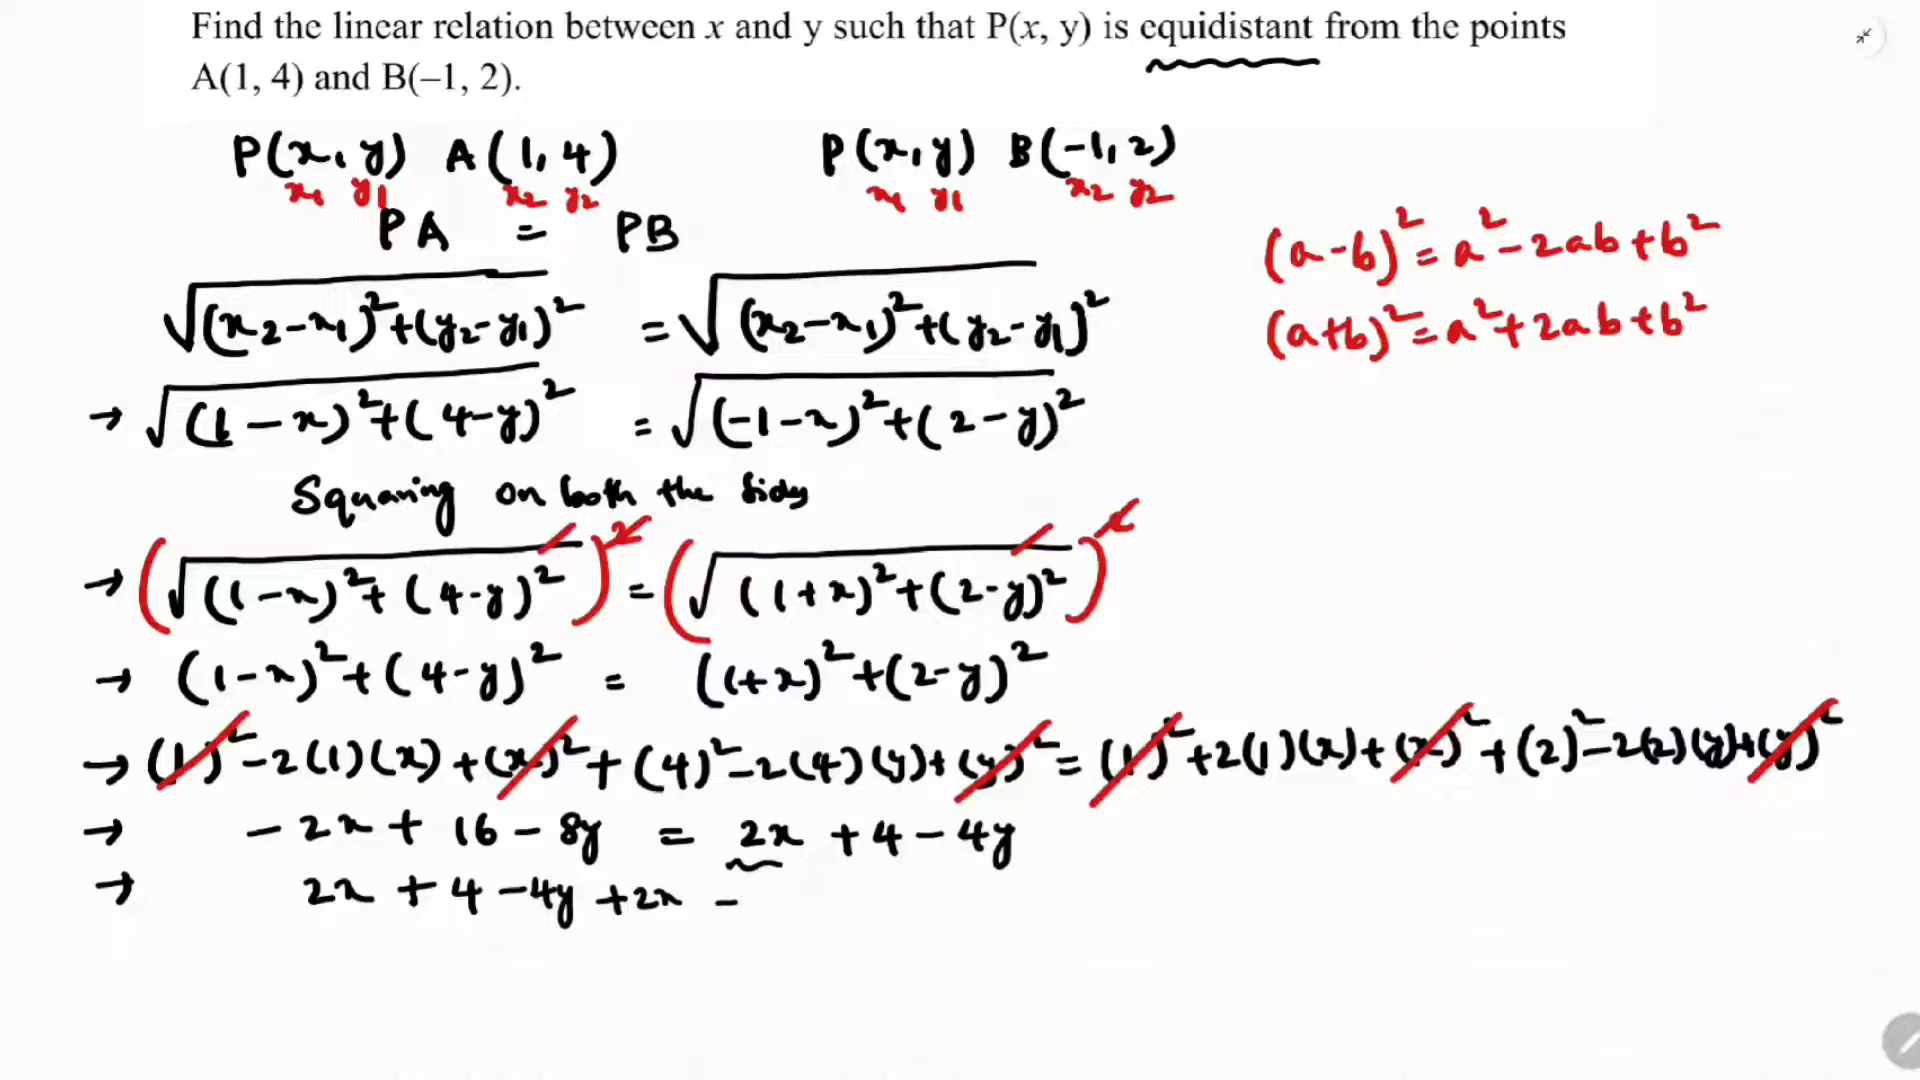 Find the linear relation between x and y such that P(x, y) is equidistant from the points
A(1, 4) and B(–1, 2).
P(x, y) A(1, 4) P(x, y) B(-1, 2)
x₁ y₁ x₂ y₂ x₁ y₁ x₂ y₂
PA = PB
(a-b)² = a² - 2ab + b²
√(x₂-x₁)²+(y₂-y₁)² = √(x₂-x₁)²+(y₂-y₁)²
(a+b)² = a² + 2ab + b²
→ √(1-x)²+(4-y)² = √(-1-x)²+(2-y)²
Squaring on both the sides
→ (√(1-x)²+(4-y)²)² = (√(1+x)²+(2-y)²)²
→ (1-x)²+(4-y)² = (1+x)²+(2-y)²
→ (1)²-2(1)(x)+(x)²+(4)²-2(4)(y)+(y)² = (1)²+2(1)(x)+(x)²+(2)²-2(2)(y)+(y)²
→ -2x + 16 - 8y = 2x + 4 - 4y
→ 2x + 4 - 4y + 2x -